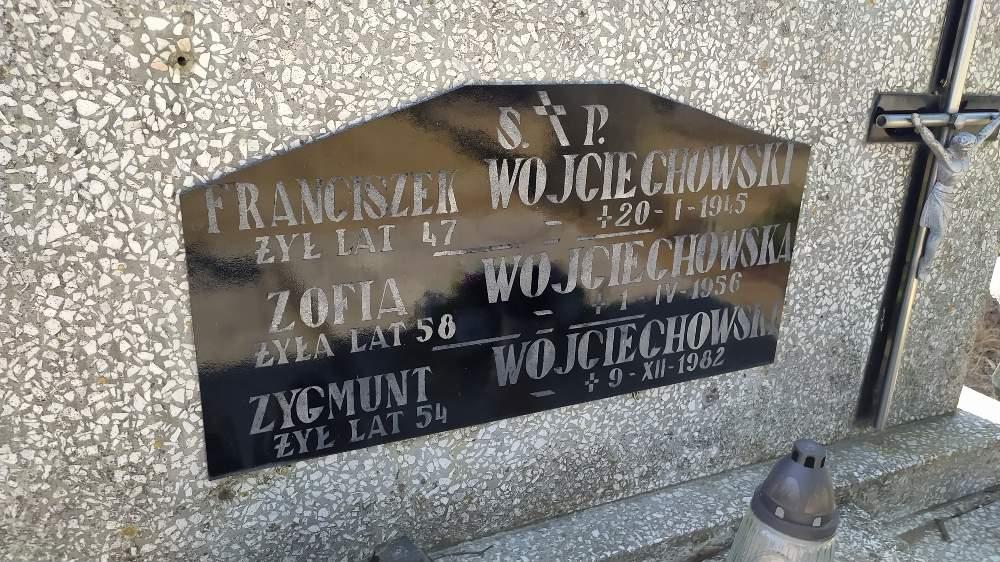 S. † P.
FRANCISZEK WOJCIECHOWSKI
ŻYŁ LAT 47 – +20-I-1945
ZOFIA WOJCIECHOWSKA
ŻYŁA LAT 58 – +1 IV-1956
ZYGMUNT WOJCIECHOWSKI
ŻYŁ LAT 54 – +9-XII-1982